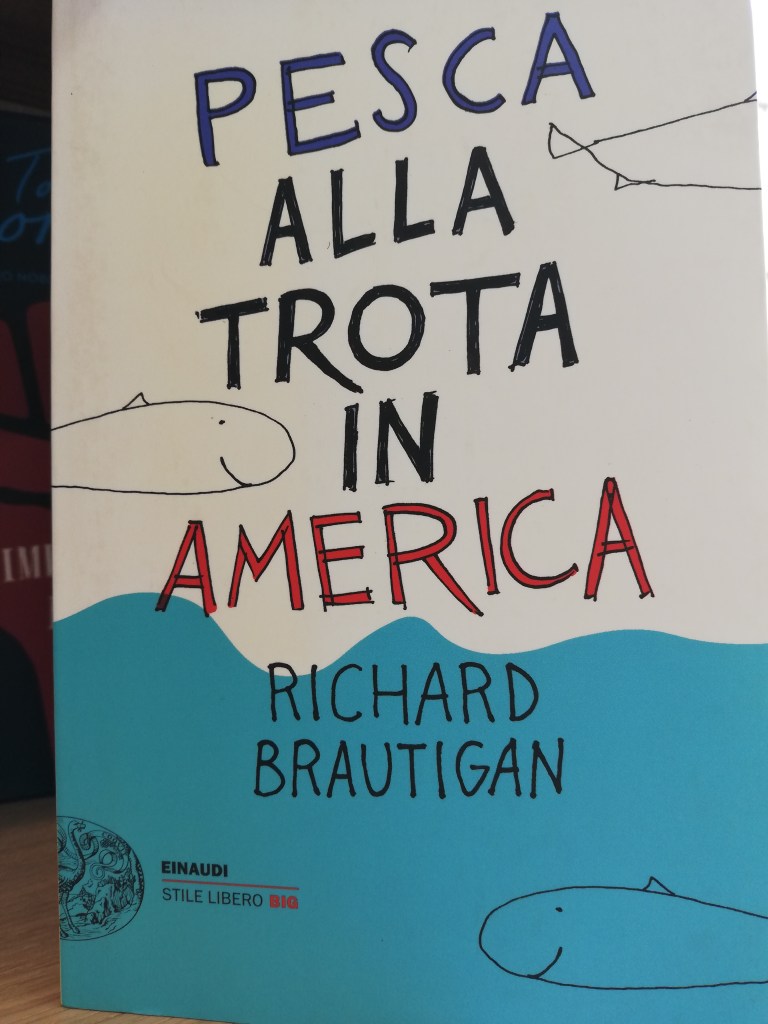 PESCA
ALLA
TROTA
IN
AMERICA
RICHARD
BRAUTIGAN
EINAUDI
STILE LIBERO BIG